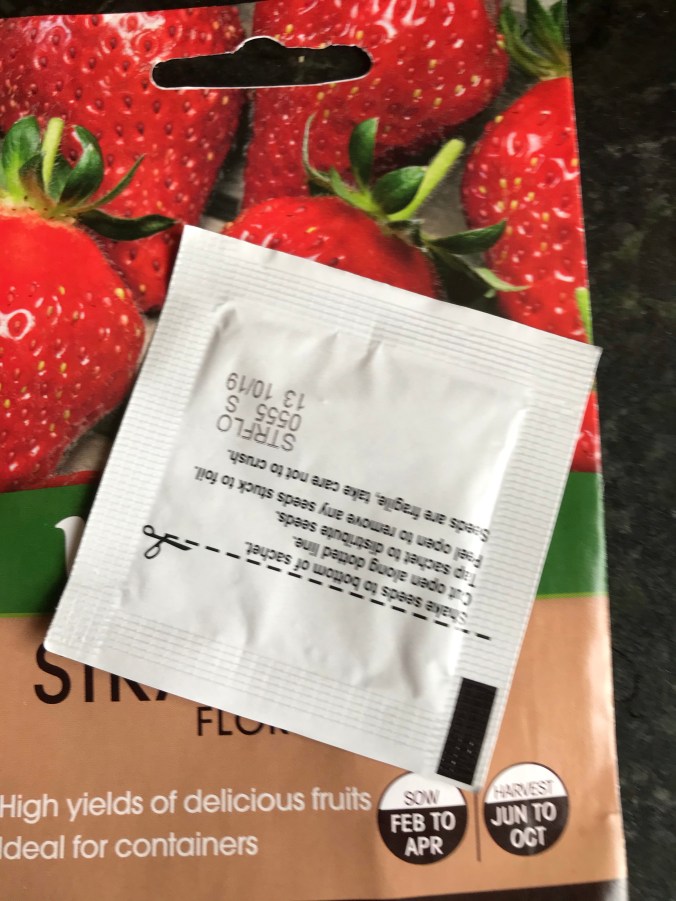 Shake seeds to bottom of sachet.
Cut open along dotted line.
Tap sachet to distribute seeds.
Peel open to remove any seeds stuck to foil.
Seeds are fragile, take care not to crush.
STRFLO
0555 S
13 10/19
High yields of delicious fruits
Ideal for containers
SOW
FEB TO
APR
HARVEST
JUN TO
OCT